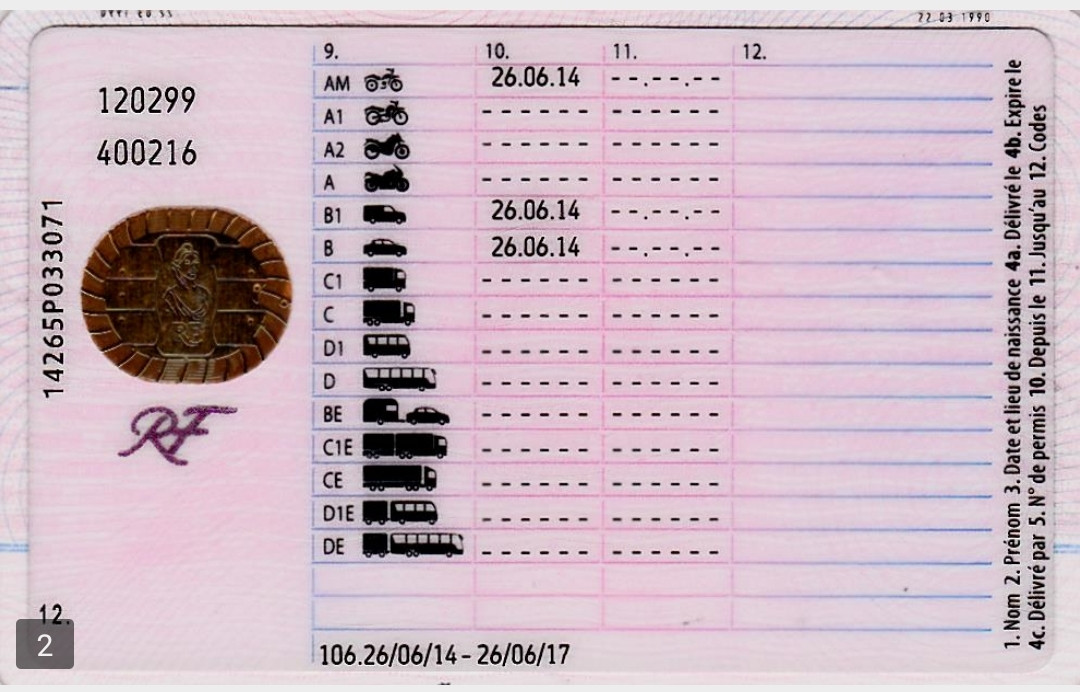 22 03 1990
120299
400216
14265P033071
RF
9. 10. 11. 12.
AM 26.06.14 --.--.--
A1 ------ ------
A2 ------ ------
A ------ ------
B1 26.06.14 --.--.--
B 26.06.14 --.--.--
C1 ------ ------
C ------ ------
D1 ------ ------
D ------ ------
BE ------ ------
C1E ------ ------
CE ------ ------
D1E ------ ------
DE ------ ------
12.
2
106.26/06/14 - 26/06/17
1. Nom 2. Prénom 3. Date et lieu de naissance 4a. Délivré le 4b. Expire le
4c. Délivré par 5. N° de permis 10. Depuis le 11. Jusqu'au 12. Codes